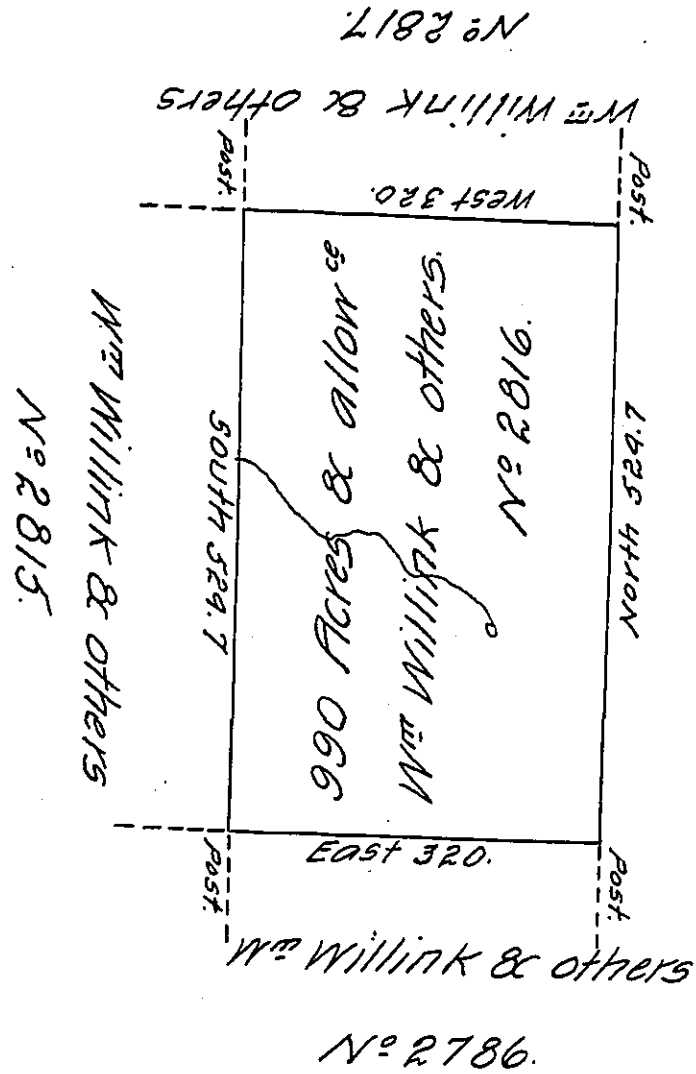 Nº 2817.
Wᵐ Willink & others
Post.
Post.
West 320.
990 Acres & allowᶜᵉ
Wᵐ Willink & others.
Nº 2816.
North 529.7
South 529.7
Wᵐ Willink & others
Nº 2815.
East 320.
Post.
Post.
Wᵐ Willink & others
Nº 2786.